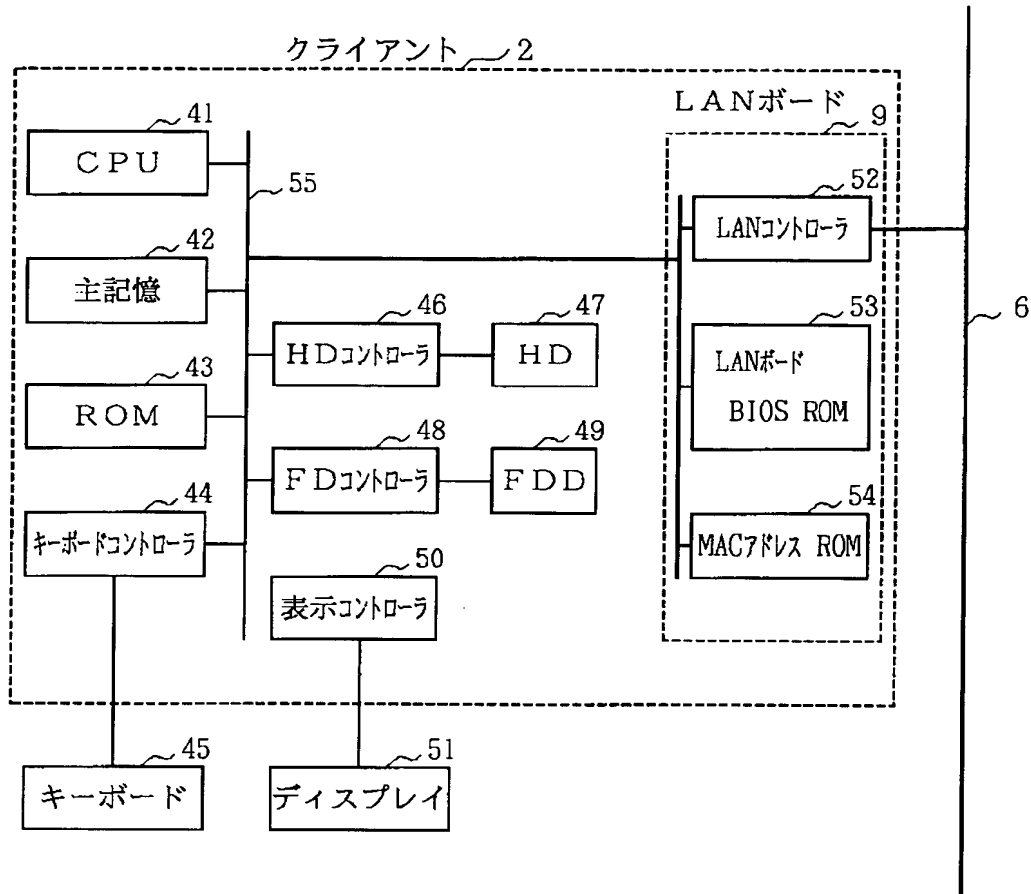 クライアント 2
LANボード
9
41
CPU
55
52
LANコントローラ
42
主記憶
46
HDコントローラ
47
HD
53
LANボード
BIOS ROM
6
43
ROM
48
FDコントローラ
49
FDD
44
キーボードコントローラ
54
MACアドレス ROM
50
表示コントローラ
45
キーボード
51
ディスプレイ